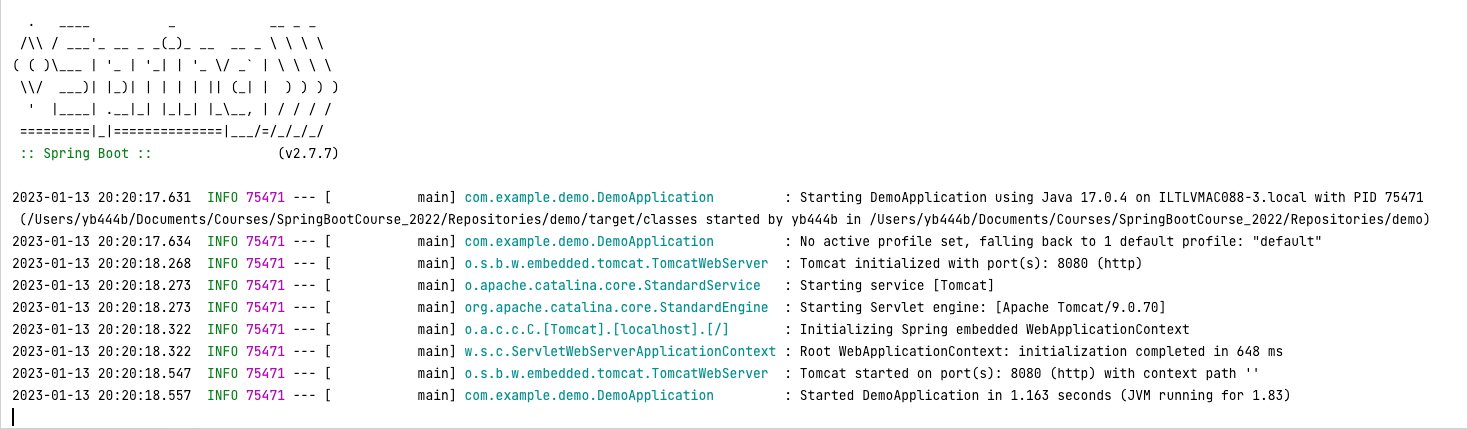 .   ____          _            __ _ _
 /\\ / ___'_ __ _ _(_)_ __  __ _ \ \ \ \
( ( )\___ | '_ | '_| | '_ \/ _` | \ \ \ \
 \\/  ___)| |_)| | | | | || (_| |  ) ) ) )
  '  |____| .__|_| |_|_| |_\__, | / / / /
 =========|_|==============|___/=/_/_/_/
 :: Spring Boot ::                (v2.7.7)
2023-01-13 20:20:17.631  INFO 75471 --- [           main] com.example.demo.DemoApplication         : Starting DemoApplication using Java 17.0.4 on ILTLVMAC088-3.local with PID 75471
 (/Users/yb444b/Documents/Courses/SpringBootCourse_2022/Repositories/demo/target/classes started by yb444b in /Users/yb444b/Documents/Courses/SpringBootCourse_2022/Repositories/demo)
2023-01-13 20:20:17.634  INFO 75471 --- [           main] com.example.demo.DemoApplication         : No active profile set, falling back to 1 default profile: "default"
2023-01-13 20:20:18.268  INFO 75471 --- [           main] o.s.b.w.embedded.tomcat.TomcatWebServer  : Tomcat initialized with port(s): 8080 (http)
2023-01-13 20:20:18.273  INFO 75471 --- [           main] o.apache.catalina.core.StandardService   : Starting service [Tomcat]
2023-01-13 20:20:18.273  INFO 75471 --- [           main] org.apache.catalina.core.StandardEngine  : Starting Servlet engine: [Apache Tomcat/9.0.70]
2023-01-13 20:20:18.322  INFO 75471 --- [           main] o.a.c.c.C.[Tomcat].[localhost].[/]       : Initializing Spring embedded WebApplicationContext
2023-01-13 20:20:18.322  INFO 75471 --- [           main] w.s.c.ServletWebServerApplicationContext : Root WebApplicationContext: initialization completed in 648 ms
2023-01-13 20:20:18.547  INFO 75471 --- [           main] o.s.b.w.embedded.tomcat.TomcatWebServer  : Tomcat started on port(s): 8080 (http) with context path ''
2023-01-13 20:20:18.557  INFO 75471 --- [           main] com.example.demo.DemoApplication         : Started DemoApplication in 1.163 seconds (JVM running for 1.83)